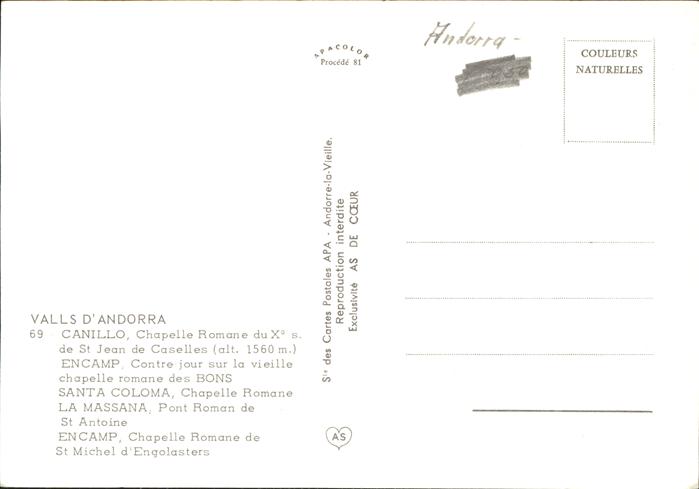 APACOLOR
Procédé 81
Andorra -
COULEURS
NATURELLES
Sté des Cartes Postales APA - Andorre-la-Vieille.
Reproduction interdite
Exclusivité AS DE CŒUR
VALLS D'ANDORRA
69 - CANILLO, Chapelle Romane du Xº s.
de St Jean de Caselles (alt. 1560 m.)
ENCAMP, Contre jour sur la vieille
chapelle romane des BONS
SANTA COLOMA, Chapelle Romane
LA MASSANA, Pont Roman de
St Antoine
ENCAMP, Chapelle Romane de
St Michel d'Engolasters
AS